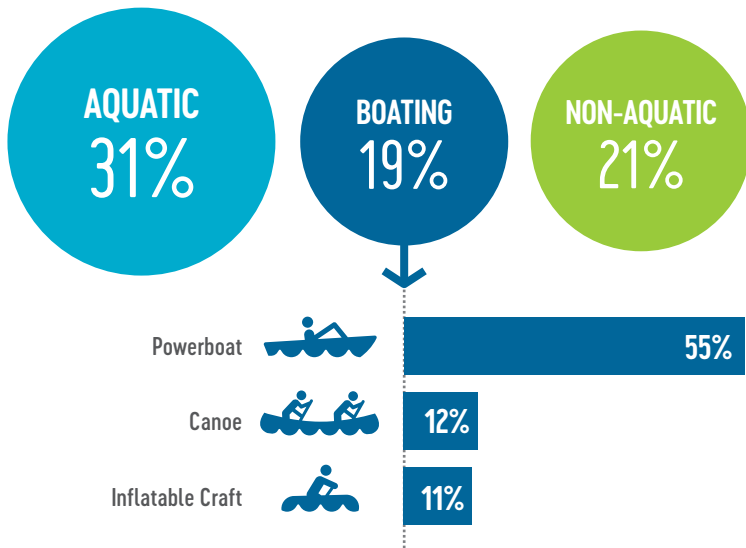 AQUATIC
31%
BOATING
19%
NON-AQUATIC
21%
Powerboat
55%
Canoe
12%
Inflatable Craft
11%